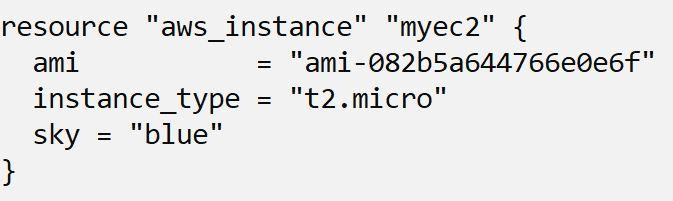 resource "aws_instance" "myec2" {
  ami           = "ami-082b5a644766e0e6f"
  instance_type = "t2.micro"
  sky = "blue"
}